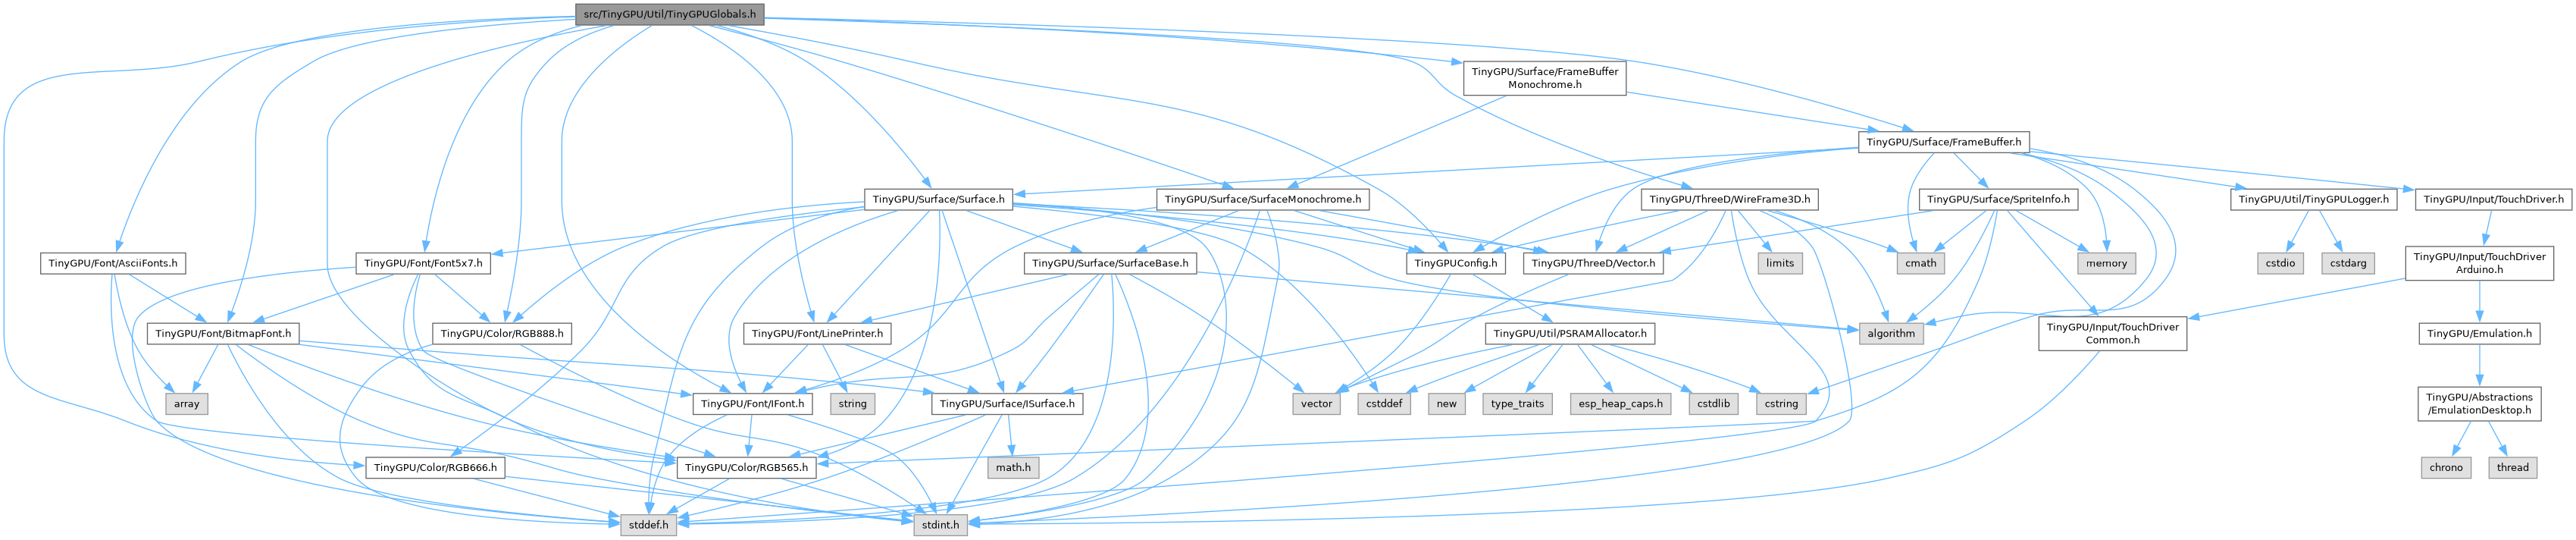 src/TinyGPU/Util/TinyGPUGlobals.h
TinyGPU/Surface/FrameBuffer
Monochrome.h
TinyGPU/Surface/FrameBuffer.h
TinyGPU/Surface/Surface.h
TinyGPU/Surface/SurfaceMonochrome.h
TinyGPU/ThreeD/WireFrame3D.h
TinyGPU/Surface/SpriteInfo.h
TinyGPU/Util/TinyGPULogger.h
TinyGPU/Input/TouchDriver.h
TinyGPU/Font/AsciiFonts.h
TinyGPU/Font/Font5x7.h
TinyGPU/Surface/SurfaceBase.h
TinyGPUConfig.h
TinyGPU/ThreeD/Vector.h
limits
cmath
memory
cstdio
cstdarg
TinyGPU/Input/TouchDriver
Arduino.h
TinyGPU/Font/BitmapFont.h
TinyGPU/Color/RGB888.h
TinyGPU/Font/LinePrinter.h
TinyGPU/Util/PSRAMAllocator.h
algorithm
TinyGPU/Input/TouchDriver
Common.h
TinyGPU/Emulation.h
array
TinyGPU/Font/IFont.h
string
TinyGPU/Surface/ISurface.h
vector
cstddef
new
type_traits
esp_heap_caps.h
cstdlib
cstring
TinyGPU/Abstractions
/EmulationDesktop.h
TinyGPU/Color/RGB666.h
TinyGPU/Color/RGB565.h
math.h
chrono
thread
stddef.h
stdint.h